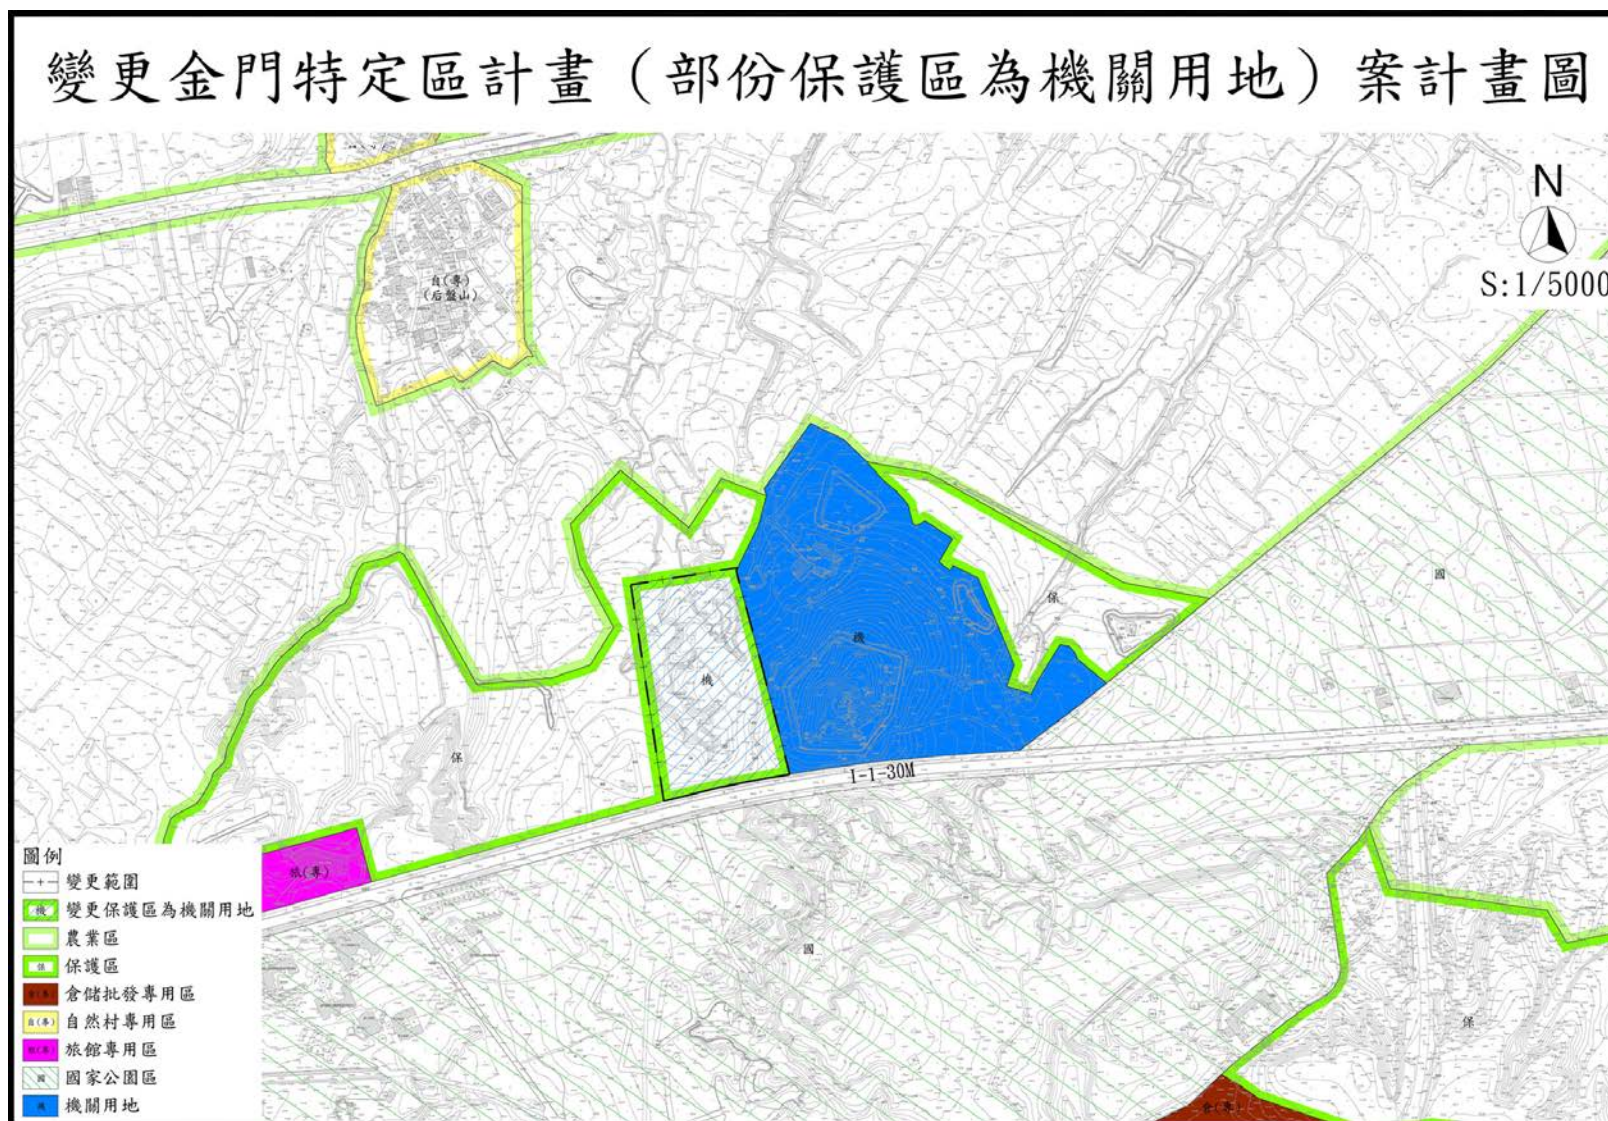 變更金門特定區計畫（部份保護區為機關用地）案計畫圖
N
S:1/5000
自(專)
(后盤山)
國
保
機
機
保
I-1-30M
旅(專)
國
保
倉(專)
圖例
變更範圍
機 變更保護區為機關用地
農業區
保 保護區
倉(專) 倉儲批發專用區
自(專) 自然村專用區
旅(專) 旅館專用區
國 國家公園區
機 機關用地